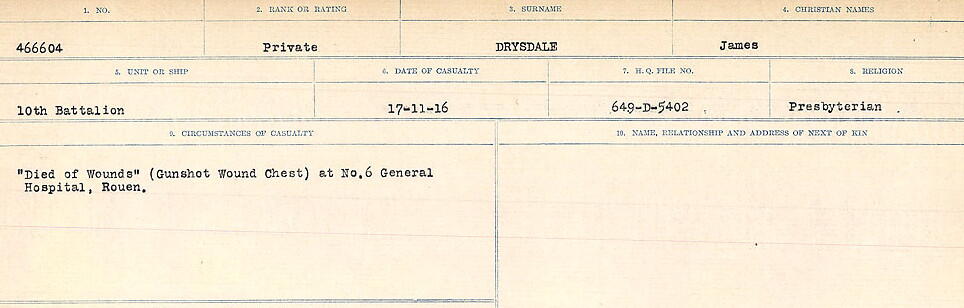 1. NO. 2. RANK OR RATING 3. SURNAME 4. CHRISTIAN NAMES
466604 Private DRYSDALE James
5. UNIT OR SHIP 6. DATE OF CASUALTY 7. H.Q. FILE NO. 8. RELIGION
10th Battalion 17-11-16 649-D-5402 Presbyterian
9. CIRCUMSTANCES OF CASUALTY 10. NAME, RELATIONSHIP AND ADDRESS OF NEXT OF KIN
"Died of Wounds" (Gunshot Wound Chest) at No.6 General
Hospital, Rouen.